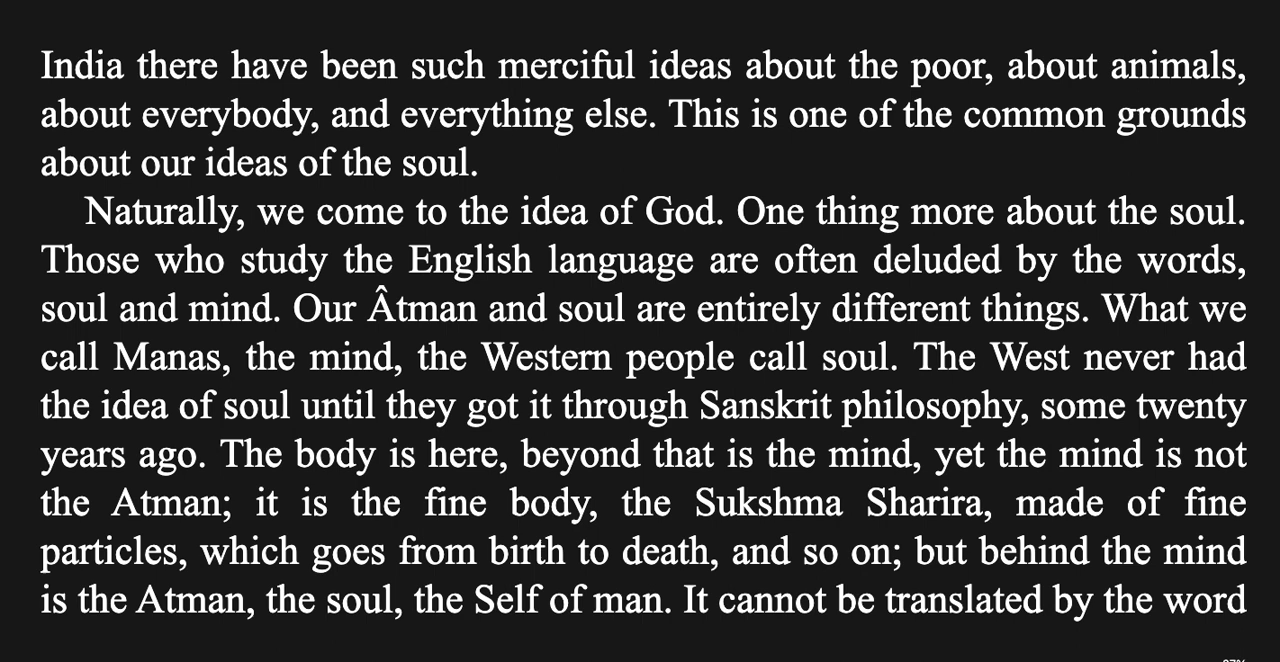 India there have been such merciful ideas about the poor, about animals,
about everybody, and everything else. This is one of the common grounds
about our ideas of the soul.
Naturally, we come to the idea of God. One thing more about the soul.
Those who study the English language are often deluded by the words,
soul and mind. Our Âtman and soul are entirely different things. What we
call Manas, the mind, the Western people call soul. The West never had
the idea of soul until they got it through Sanskrit philosophy, some twenty
years ago. The body is here, beyond that is the mind, yet the mind is not
the Atman; it is the fine body, the Sukshma Sharira, made of fine
particles, which goes from birth to death, and so on; but behind the mind
is the Atman, the soul, the Self of man. It cannot be translated by the word